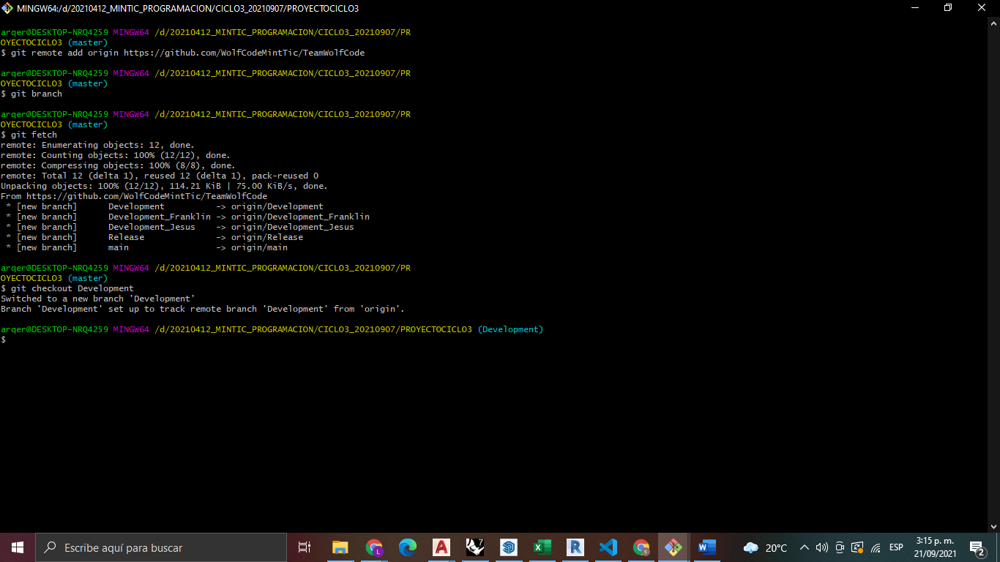 MINGW64:/d/20210412_MINTIC_PROGRAMACION/CICLO3_20210907/PROYECTOCICLO3
arqer@DESKTOP-NRQ4259 MINGW64 /d/20210412_MINTIC_PROGRAMACION/CICLO3_20210907/PR
OYECTOCICLO3 (master)
$ git remote add origin https://github.com/WolfCodeMintTic/TeamWolfCode
arqer@DESKTOP-NRQ4259 MINGW64 /d/20210412_MINTIC_PROGRAMACION/CICLO3_20210907/PR
OYECTOCICLO3 (master)
$ git branch
arqer@DESKTOP-NRQ4259 MINGW64 /d/20210412_MINTIC_PROGRAMACION/CICLO3_20210907/PR
OYECTOCICLO3 (master)
$ git fetch
remote: Enumerating objects: 12, done.
remote: Counting objects: 100% (12/12), done.
remote: Compressing objects: 100% (8/8), done.
remote: Total 12 (delta 1), reused 12 (delta 1), pack-reused 0
Unpacking objects: 100% (12/12), 114.21 KiB | 75.00 KiB/s, done.
From https://github.com/WolfCodeMintTic/TeamWolfCode
 * [new branch]      Development          -> origin/Development
 * [new branch]      Development_Franklin -> origin/Development_Franklin
 * [new branch]      Development_Jesus    -> origin/Development_Jesus
 * [new branch]      Release              -> origin/Release
 * [new branch]      main                 -> origin/main
arqer@DESKTOP-NRQ4259 MINGW64 /d/20210412_MINTIC_PROGRAMACION/CICLO3_20210907/PR
OYECTOCICLO3 (master)
$ git checkout Development
Switched to a new branch 'Development'
Branch 'Development' set up to track remote branch 'Development' from 'origin'.
arqer@DESKTOP-NRQ4259 MINGW64 /d/20210412_MINTIC_PROGRAMACION/CICLO3_20210907/PROYECTOCICLO3 (Development)
$
Escribe aquí para buscar
20°C
ESP
3:15 p. m.
21/09/2021
2